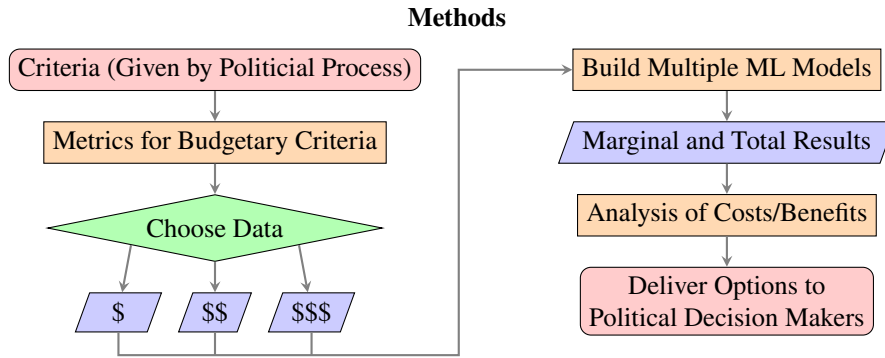 Methods
Criteria (Given by Politicial Process)
Metrics for Budgetary Criteria
Choose Data
$
$$
$$$
Build Multiple ML Models
Marginal and Total Results
Analysis of Costs/Benefits
Deliver Options to
Political Decision Makers